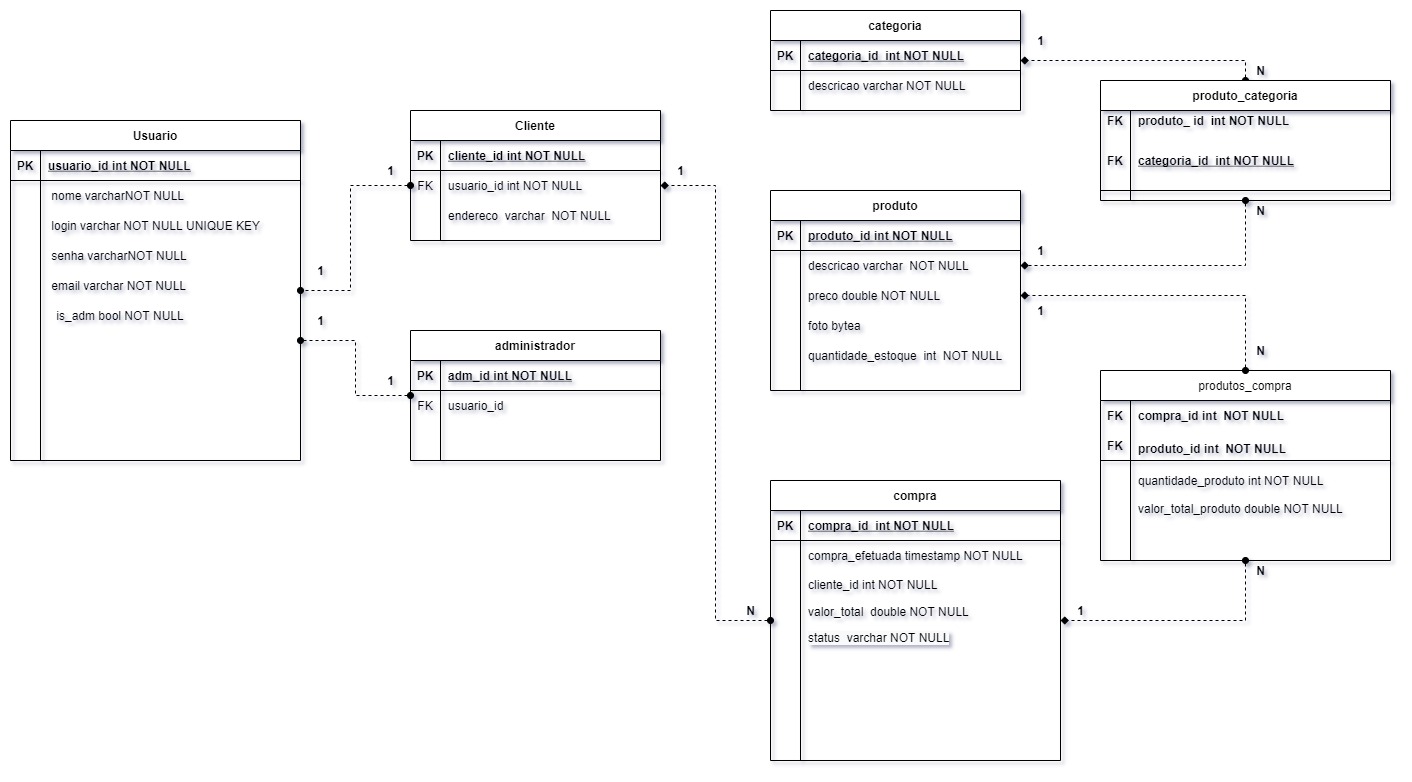 Usuario
PK usuario_id int NOT NULL
nome varcharNOT NULL
login varchar NOT NULL UNIQUE KEY
senha varcharNOT NULL
email varchar NOT NULL
is_adm bool NOT NULL
1
1
1
1
Cliente
PK cliente_id int NOT NULL
FK usuario_id int NOT NULL
endereco varchar NOT NULL
1
administrador
PK adm_id int NOT NULL
FK usuario_id
categoria
PK categoria_id int NOT NULL
descricao varchar NOT NULL
1
N
produto_categoria
FK produto_ id int NOT NULL
FK categoria_id int NOT NULL
N
produto
PK produto_id int NOT NULL
descricao varchar NOT NULL
preco double NOT NULL
foto bytea
quantidade_estoque int NOT NULL
1
1
N
produtos_compra
FK compra_id int NOT NULL
FK produto_id int NOT NULL
quantidade_produto int NOT NULL
valor_total_produto double NOT NULL
N
compra
PK compra_id int NOT NULL
compra_efetuada timestamp NOT NULL
cliente_id int NOT NULL
valor_total double NOT NULL
status varchar NOT NULL
N
1